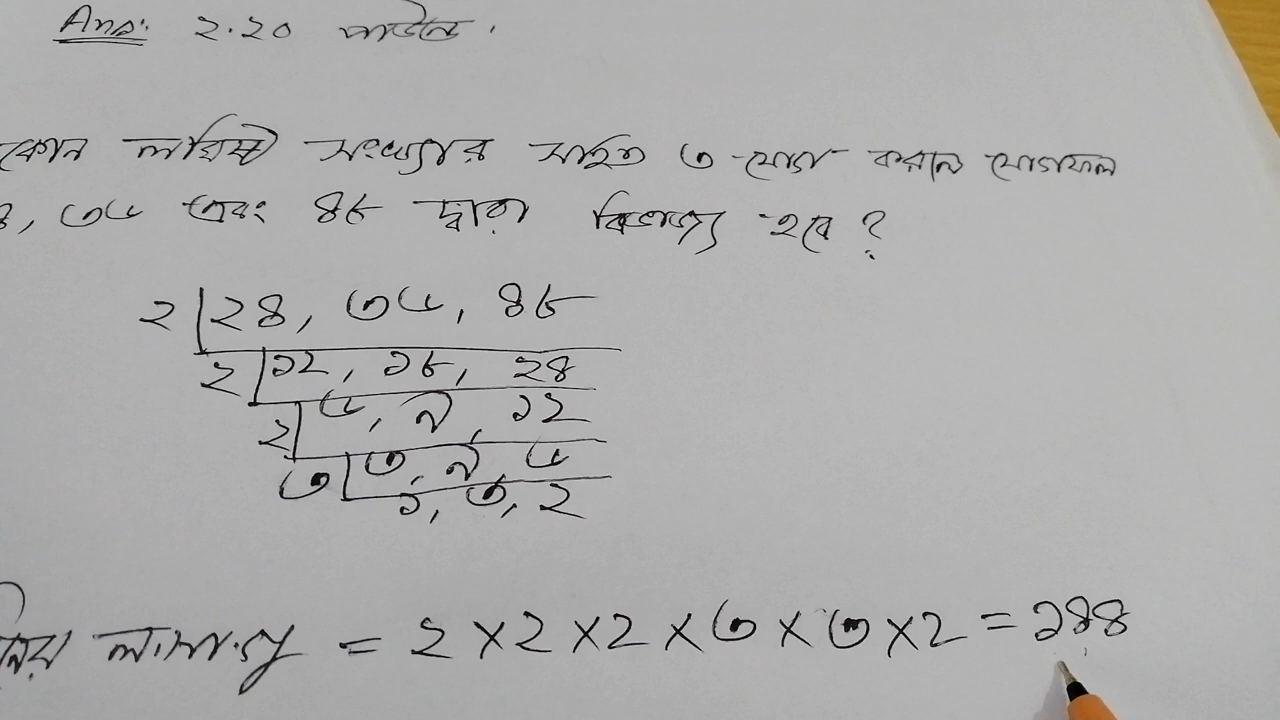 Ans: ২.২০ পাউন্ড.
কোন লঘিষ্ট সংখ্যার সহিত ৩ যোগ করলে যোগফল
৪, ৩৬ এবং ৪৮ দ্বারা বিভাজ্য হবে?
২ | ২৪, ৩৬, ৪৮
২ | ১২, ১৮, ২৪
২ | ৬, ৯, ১২
৩ | ৩, ৯, ৬
১, ৩, ২
ল.সা.গু = ২ × ২ × ২ × ৩ × ৩ × ২ = ১৪৪